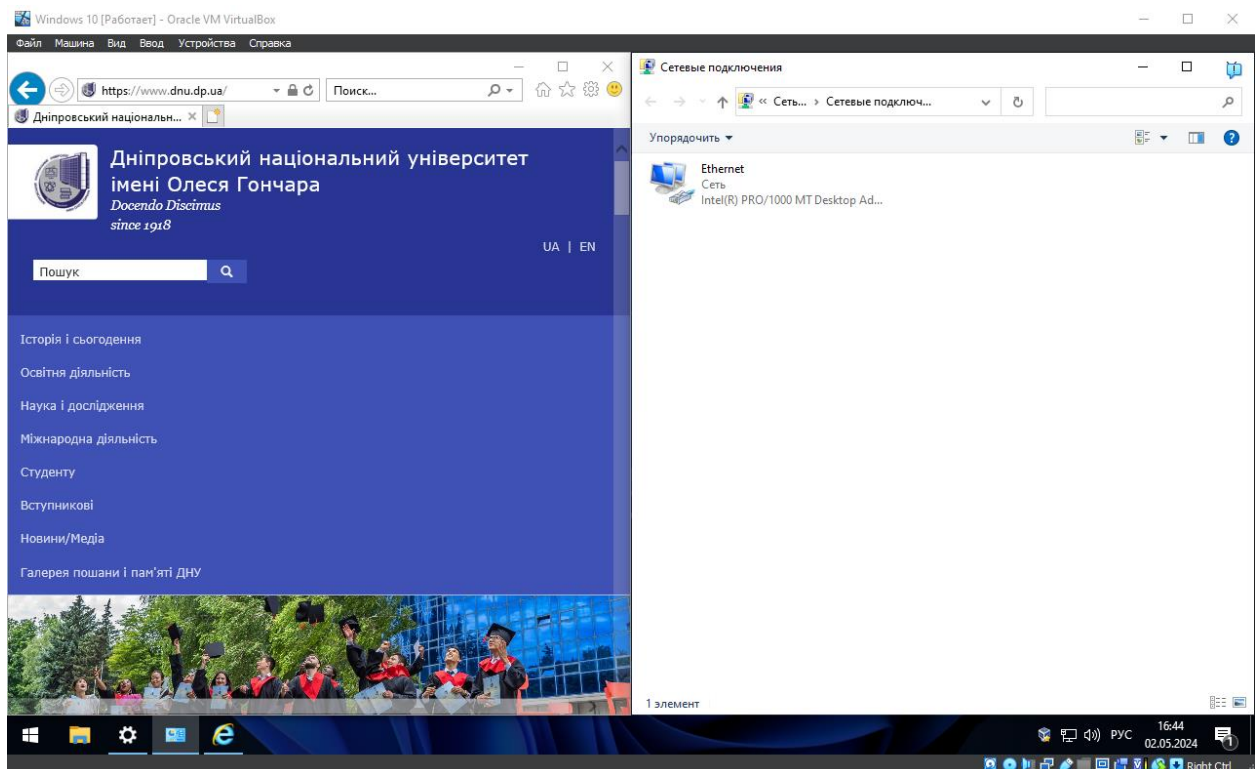 Windows 10 [Работает] - Oracle VM VirtualBox
Файл Машина Вид Ввод Устройства Справка
https://www.dnu.dp.ua/
Поиск...
Дніпровський національн...
Дніпровський національний університет
імені Олеся Гончара
Docendo Discimus
since 1918
UA | EN
Пошук
Історія і сьогодення
Освітня діяльність
Наука і дослідження
Міжнародна діяльність
Студенту
Вступникові
Новини/Медіа
Галерея пошани і пам'яті ДНУ
Сетевые подключения
« Сеть... › Сетевые подключ...
Упорядочить
Ethernet
Сеть
Intel(R) PRO/1000 MT Desktop Ad...
1 элемент
РУС
16:44
02.05.2024
1
Right Ctrl